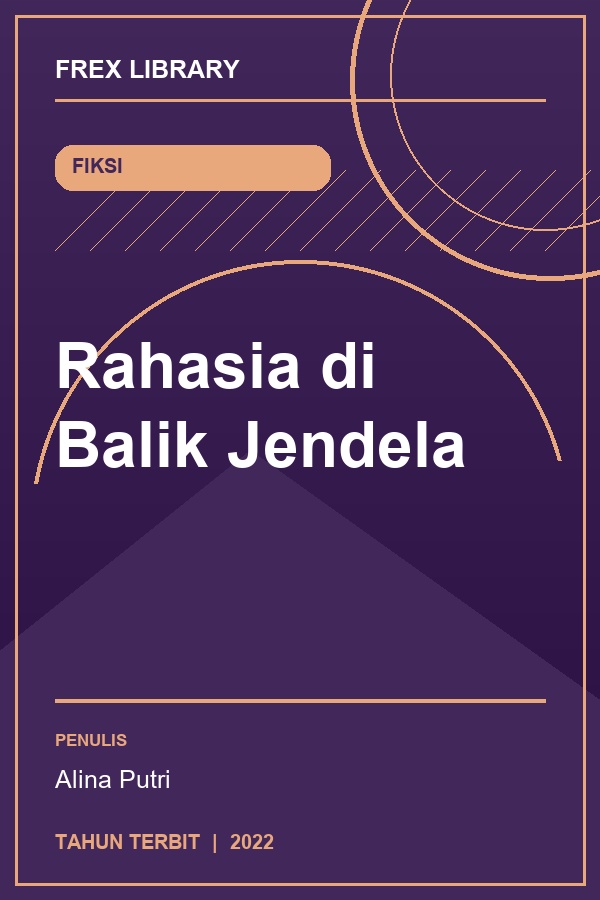 FREX LIBRARY
FIKSI
Rahasia di
Balik Jendela
PENULIS
Alina Putri
TAHUN TERBIT | 2022